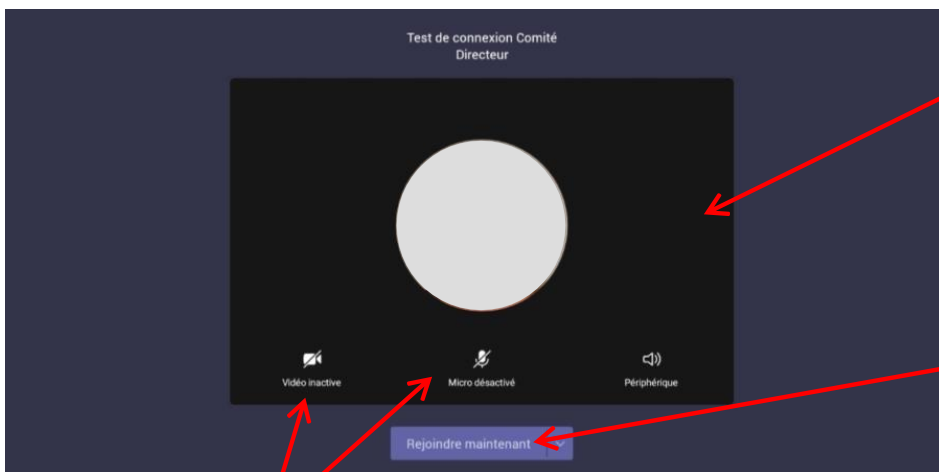 Test de connexion Comité
Directeur
Vidéo inactive
Micro désactivé
Périphérique
Rejoindre maintenant